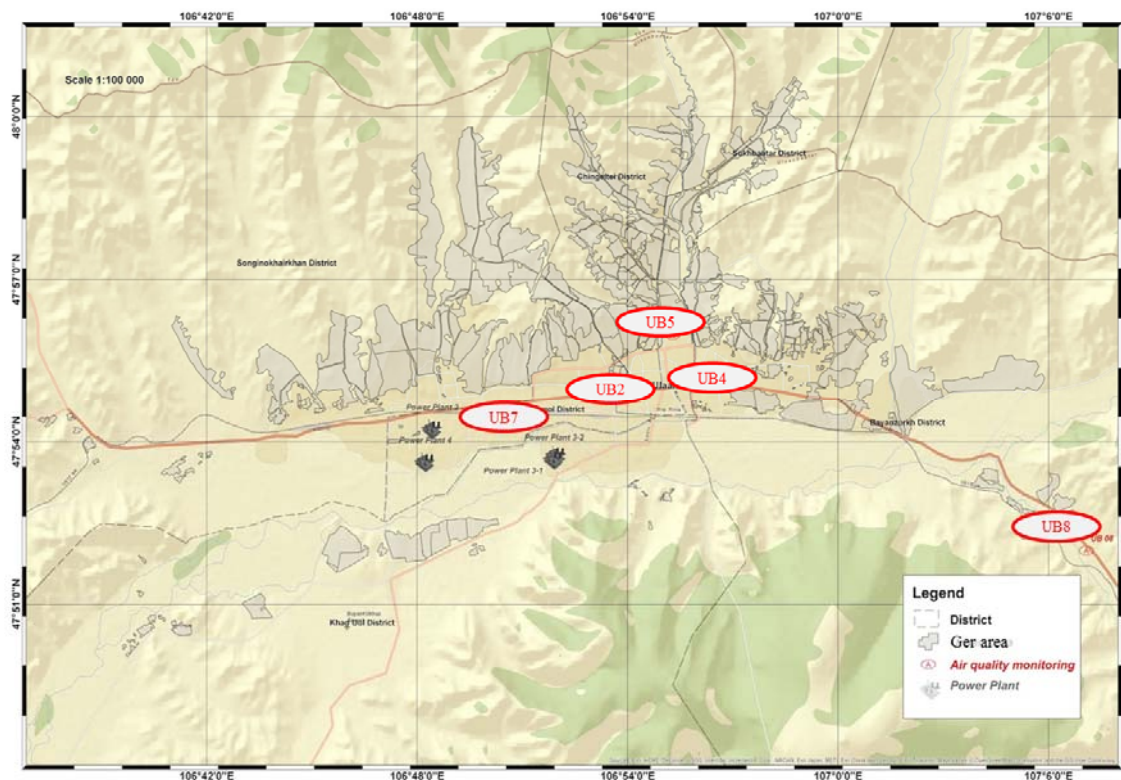 106°42'0"E 106°48'0"E 106°54'0"E 107°0'0"E 107°6'0"E
Scale 1:100 000
48°0'0"N
Sukhbaatar District
Chingeltei District
47°57'0"N
Songinokhairkhan District
UB5
UB4
UB2
UB7
District
Power Plant 2
Bayanzurkh District
47°54'0"N
Power Plant 4
Power Plant 3-2
Power Plant 3-1
UB8
UB 08
47°51'0"N
Khan Uul District
Legend
District
Ger area
Air quality monitoring
Power Plant
106°42'0"E 106°48'0"E 106°54'0"E 107°0'0"E 107°6'0"E